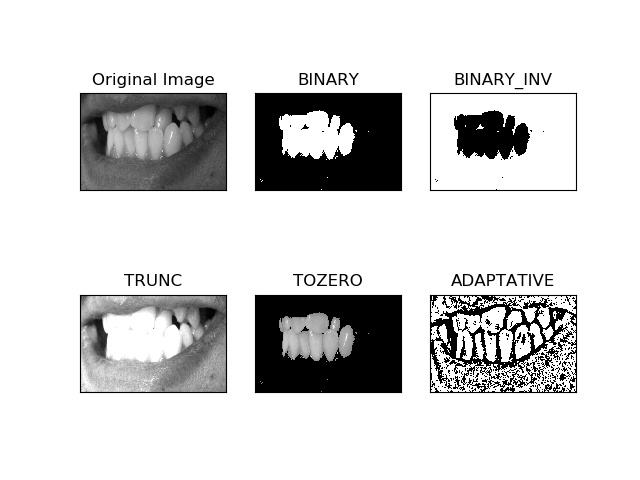 Original Image
BINARY
BINARY_INV
TRUNC
TOZERO
ADAPTATIVE